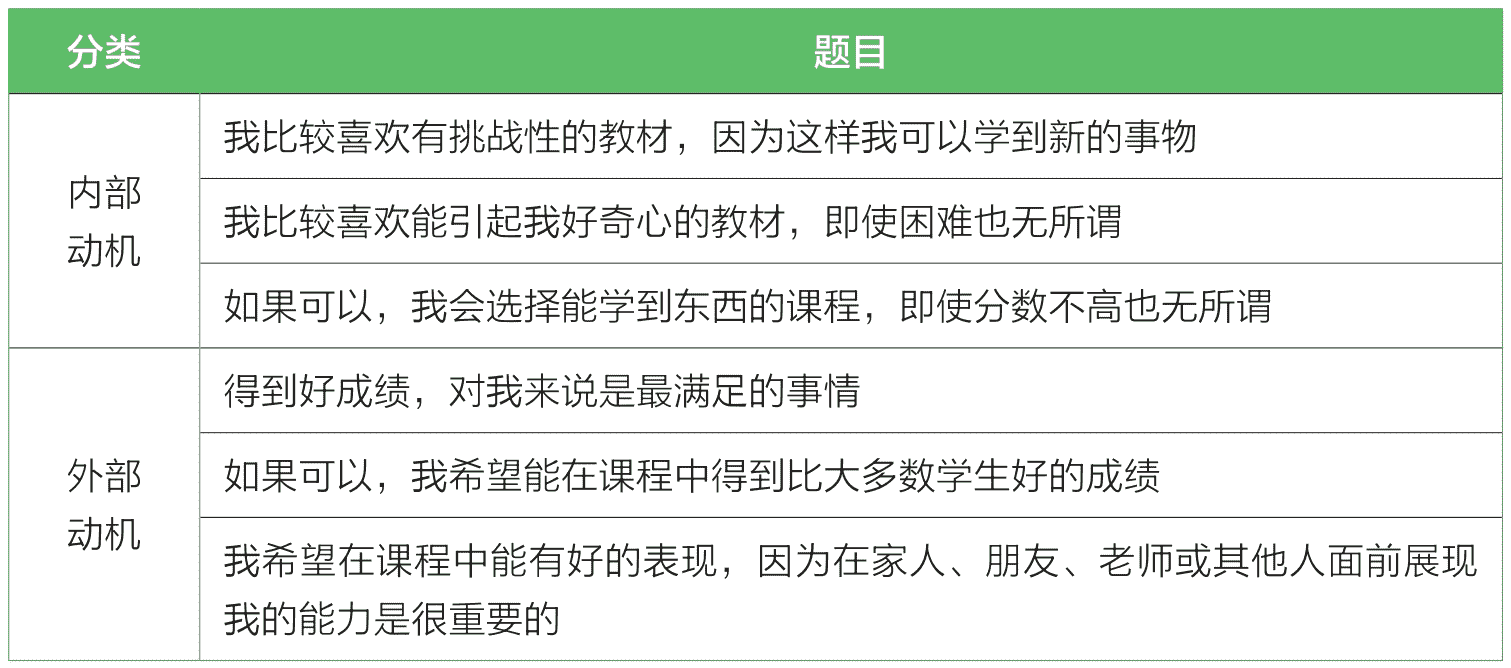 分类 题目
内部
动机
我比较喜欢有挑战性的教材，因为这样我可以学到新的事物
我比较喜欢能引起我好奇心的教材，即使困难也无所谓
如果可以，我会选择能学到东西的课程，即使分数不高也无所谓
外部
动机
得到好成绩，对我来说是最满足的事情
如果可以，我希望能在课程中得到比大多数学生好的成绩
我希望在课程中能有好的表现，因为在家人、朋友、老师或其他人面前展现
我的能力是很重要的